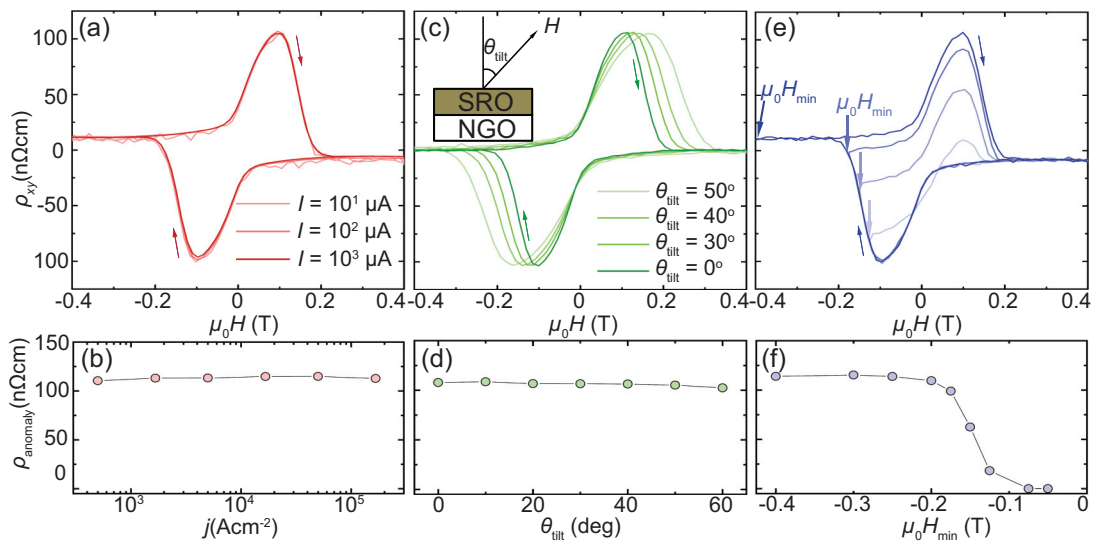 (a)
ρxy(nΩcm)
100
50
0
-50
100
I = 10¹ µA
I = 10² µA
I = 10³ µA
-0.4
-0.2
0
0.2
0.4
µ₀H (T)
(c)
H
θtilt
SRO
NGO
θtilt = 50°
θtilt = 40°
θtilt = 30°
θtilt = 0°
-0.4
-0.2
0
0.2
0.4
µ₀H (T)
(e)
µ₀Hmin
µ₀Hmin
-0.4
-0.2
0
0.2
0.4
µ₀H (T)
(b)
ρanomaly(nΩcm)
150
100
50
0
10³
10⁴
10⁵
j(Acm⁻²)
(d)
0
20
40
60
θtilt (deg)
(f)
-0.4
-0.3
-0.2
-0.1
0
µ₀Hmin (T)